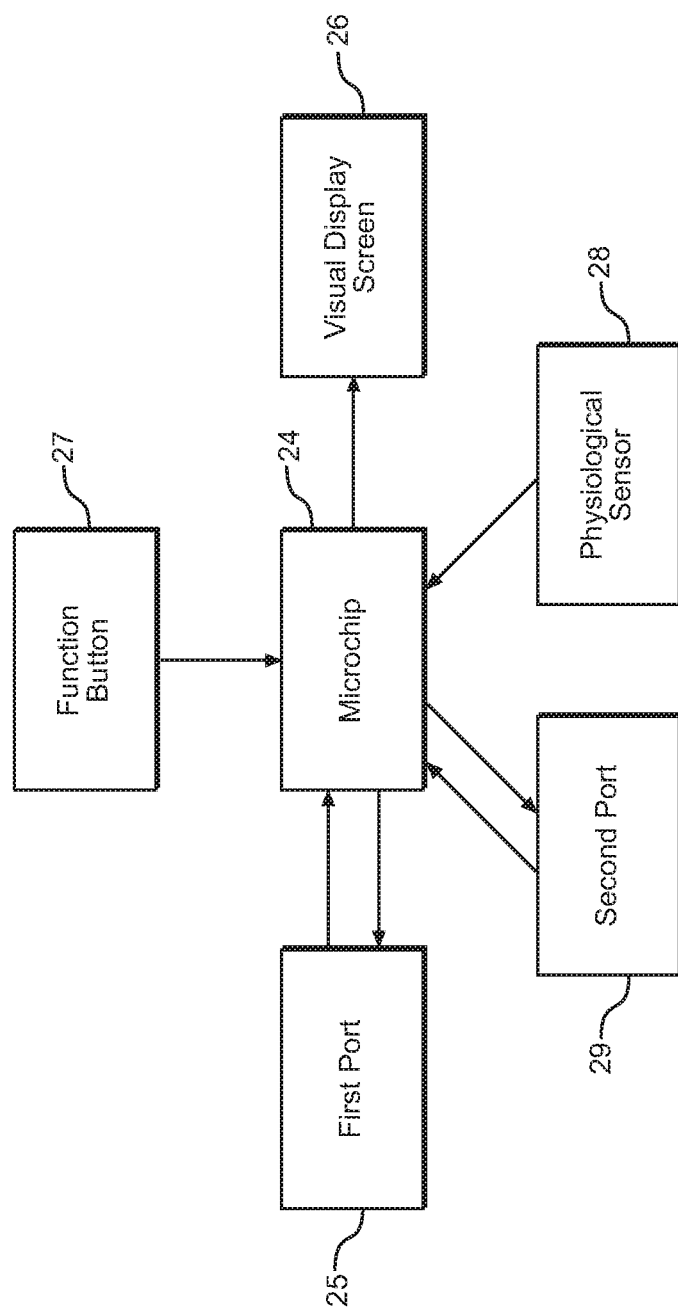 27
Function
Button
25
First Port
24
Microchip
26
Visual Display
Screen
29
Second Port
28
Physiological
Sensor